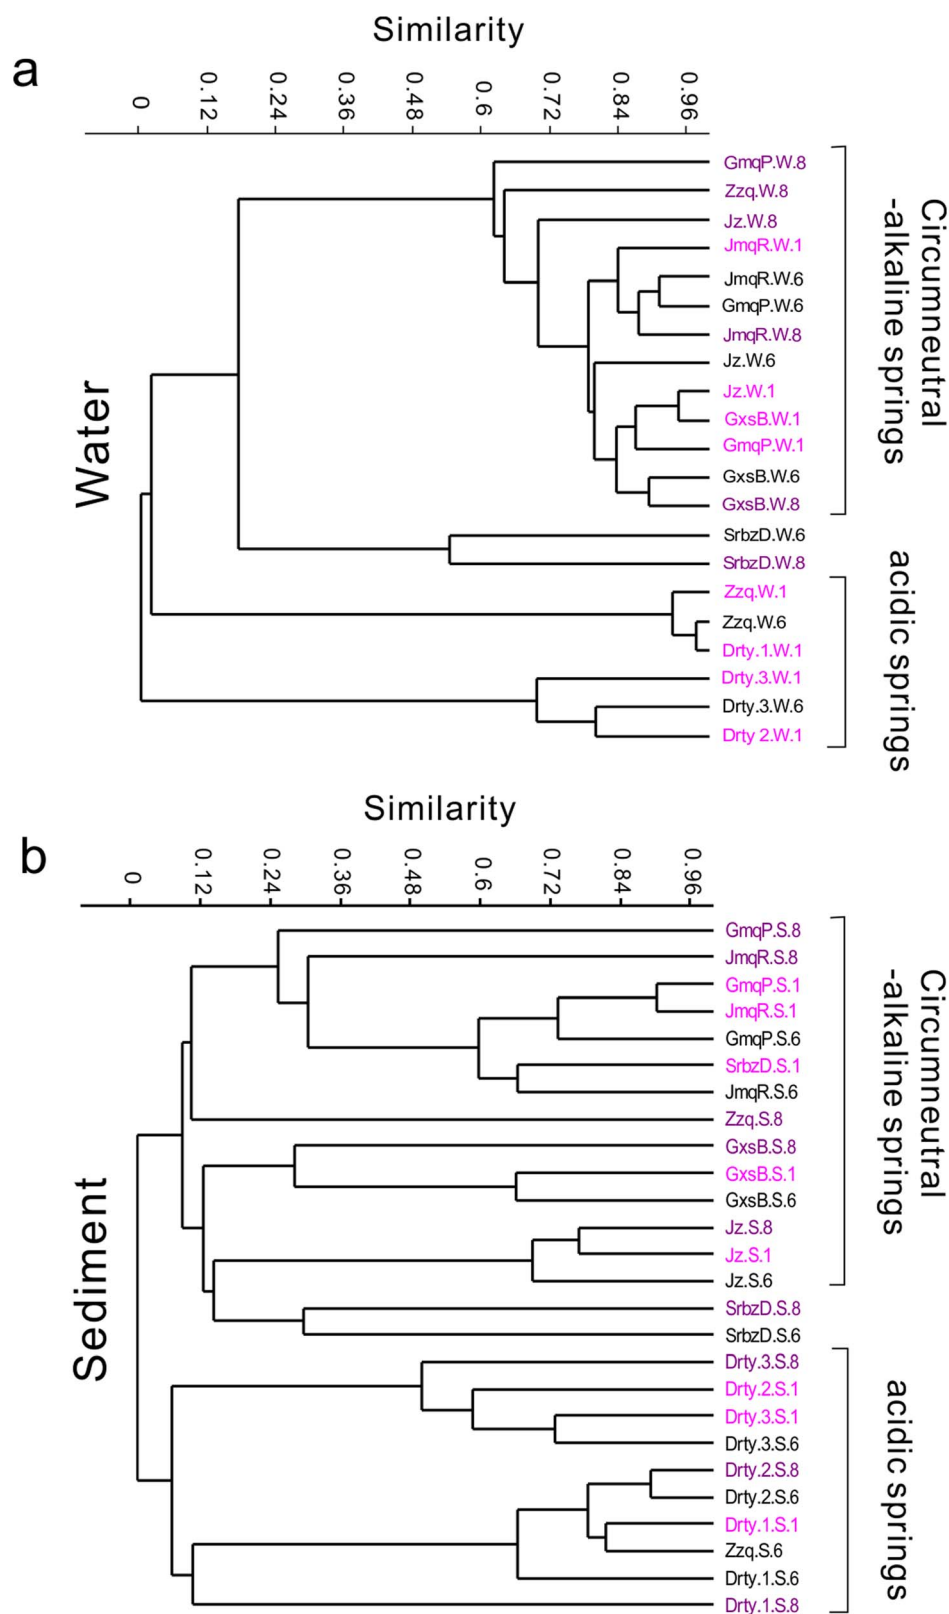 Similarity
a
0
0.12
0.24
0.36
0.48
0.6
0.72
0.84
0.96
GmqP.W.8
Zzq.W.8
Jz.W.8
JmqR.W.1
JmqR.W.6
GmqP.W.6
JmqR.W.8
Jz.W.6
Jz.W.1
GxsB.W.1
GmqP.W.1
GxsB.W.6
GxsB.W.8
SrbzD.W.6
SrbzD.W.8
Zzq.W.1
Zzq.W.6
Drty.1.W.1
Drty.3.W.1
Drty.3.W.6
Drty 2.W.1
Circumneutral
-alkaline springs
acidic springs
Water
Similarity
b
0
0.12
0.24
0.36
0.48
0.6
0.72
0.84
0.96
GmqP.S.8
JmqR.S.8
GmqP.S.1
JmqR.S.1
GmqP.S.6
SrbzD.S.1
JmqR.S.6
Zzq.S.8
GxsB.S.8
GxsB.S.1
GxsB.S.6
Jz.S.8
Jz.S.1
Jz.S.6
SrbzD.S.8
SrbzD.S.6
Drty.3.S.8
Drty.2.S.1
Drty.3.S.1
Drty.3.S.6
Drty.2.S.8
Drty.2.S.6
Drty.1.S.1
Zzq.S.6
Drty.1.S.6
Drty.1.S.8
Circumneutral
-alkaline springs
acidic springs
Sediment